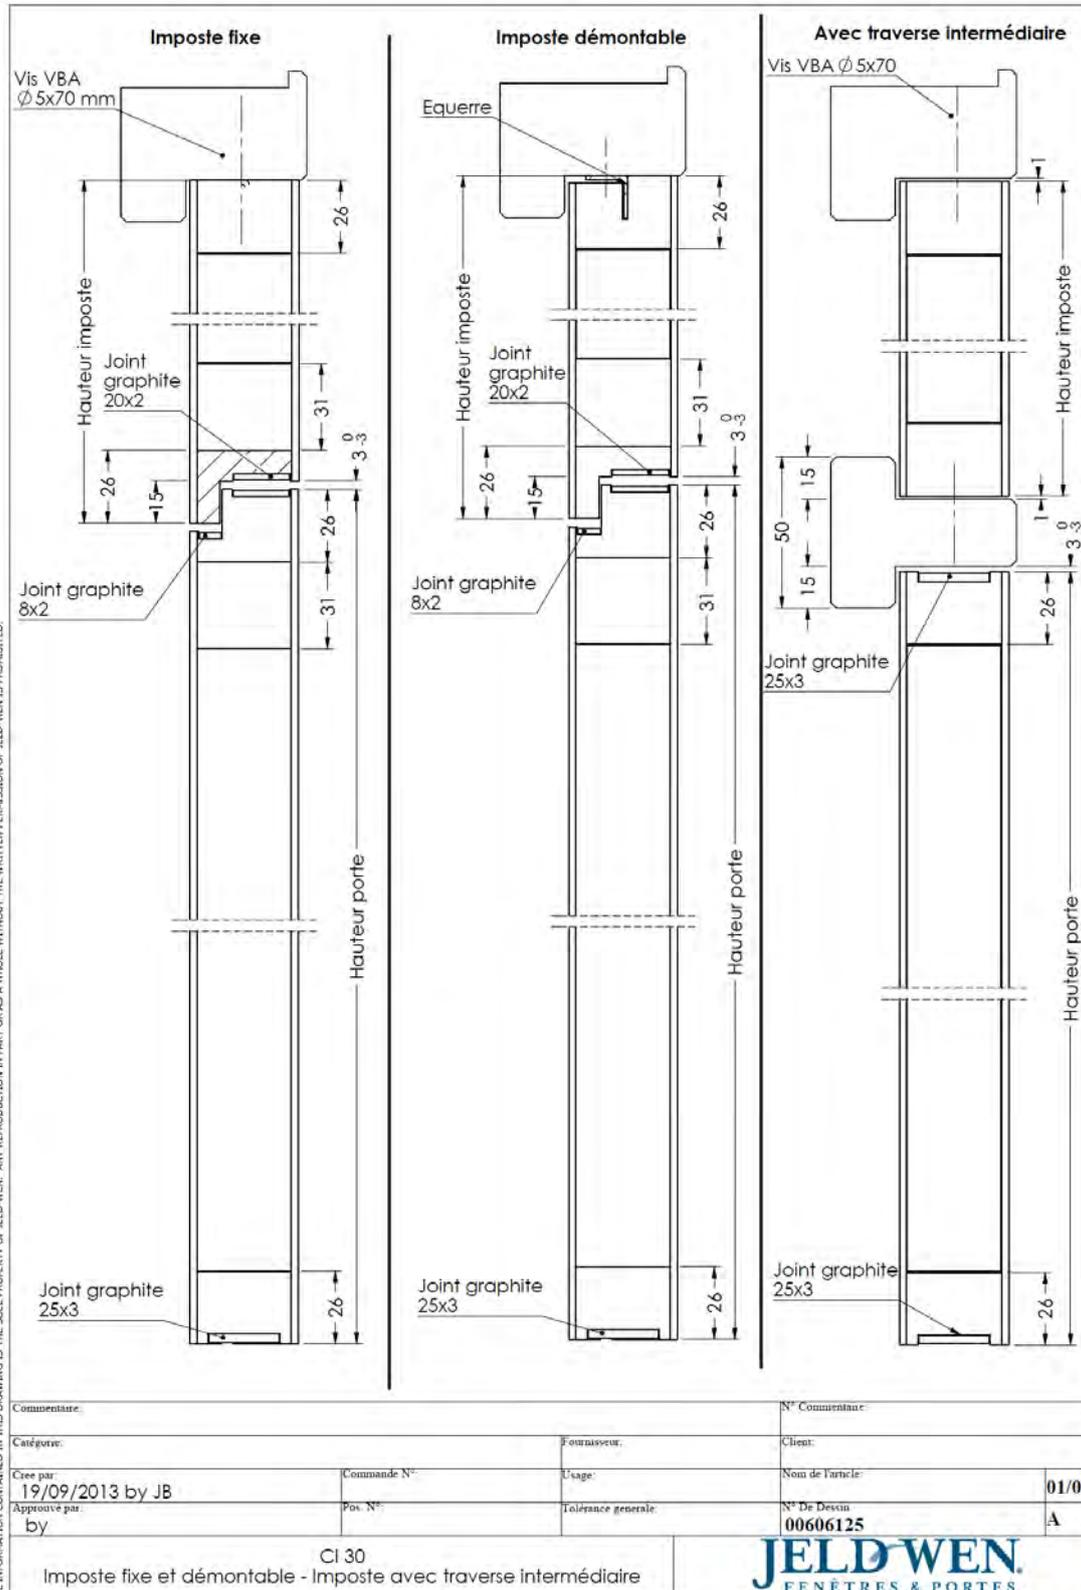 Imposte fixe
Vis VBA
Ø 5x70 mm
26
Hauteur imposte
Joint
graphite
20x2
31
0
3 -3
26
15
26
Joint graphite
8x2
31
Hauteur porte
Joint graphite
25x3
26
Imposte démontable
Equerre
26
Hauteur imposte
Joint
graphite
20x2
31
0
3 -3
26
15
26
Joint graphite
8x2
31
Hauteur porte
Joint graphite
25x3
26
Avec traverse intermédiaire
Vis VBA Ø 5x70
1
Hauteur imposte
15
50
1
0
3 -3
15
26
Joint graphite
25x3
Hauteur porte
Joint graphite
25x3
26
Commentaire:
N° Commentaire:
Catégorie:
Fournisseur:
Client:
Cree par:
19/09/2013 by JB
Commande N°
Usage:
Nom de l'article:
01/0
Approuvé par:
by
Pos. N°:
Tolérance generale:
N° De Dessin
00606125
A
CI 30
Imposte fixe et démontable - Imposte avec traverse intermédiaire
JELD-WEN.
FENÊTRES & PORTES